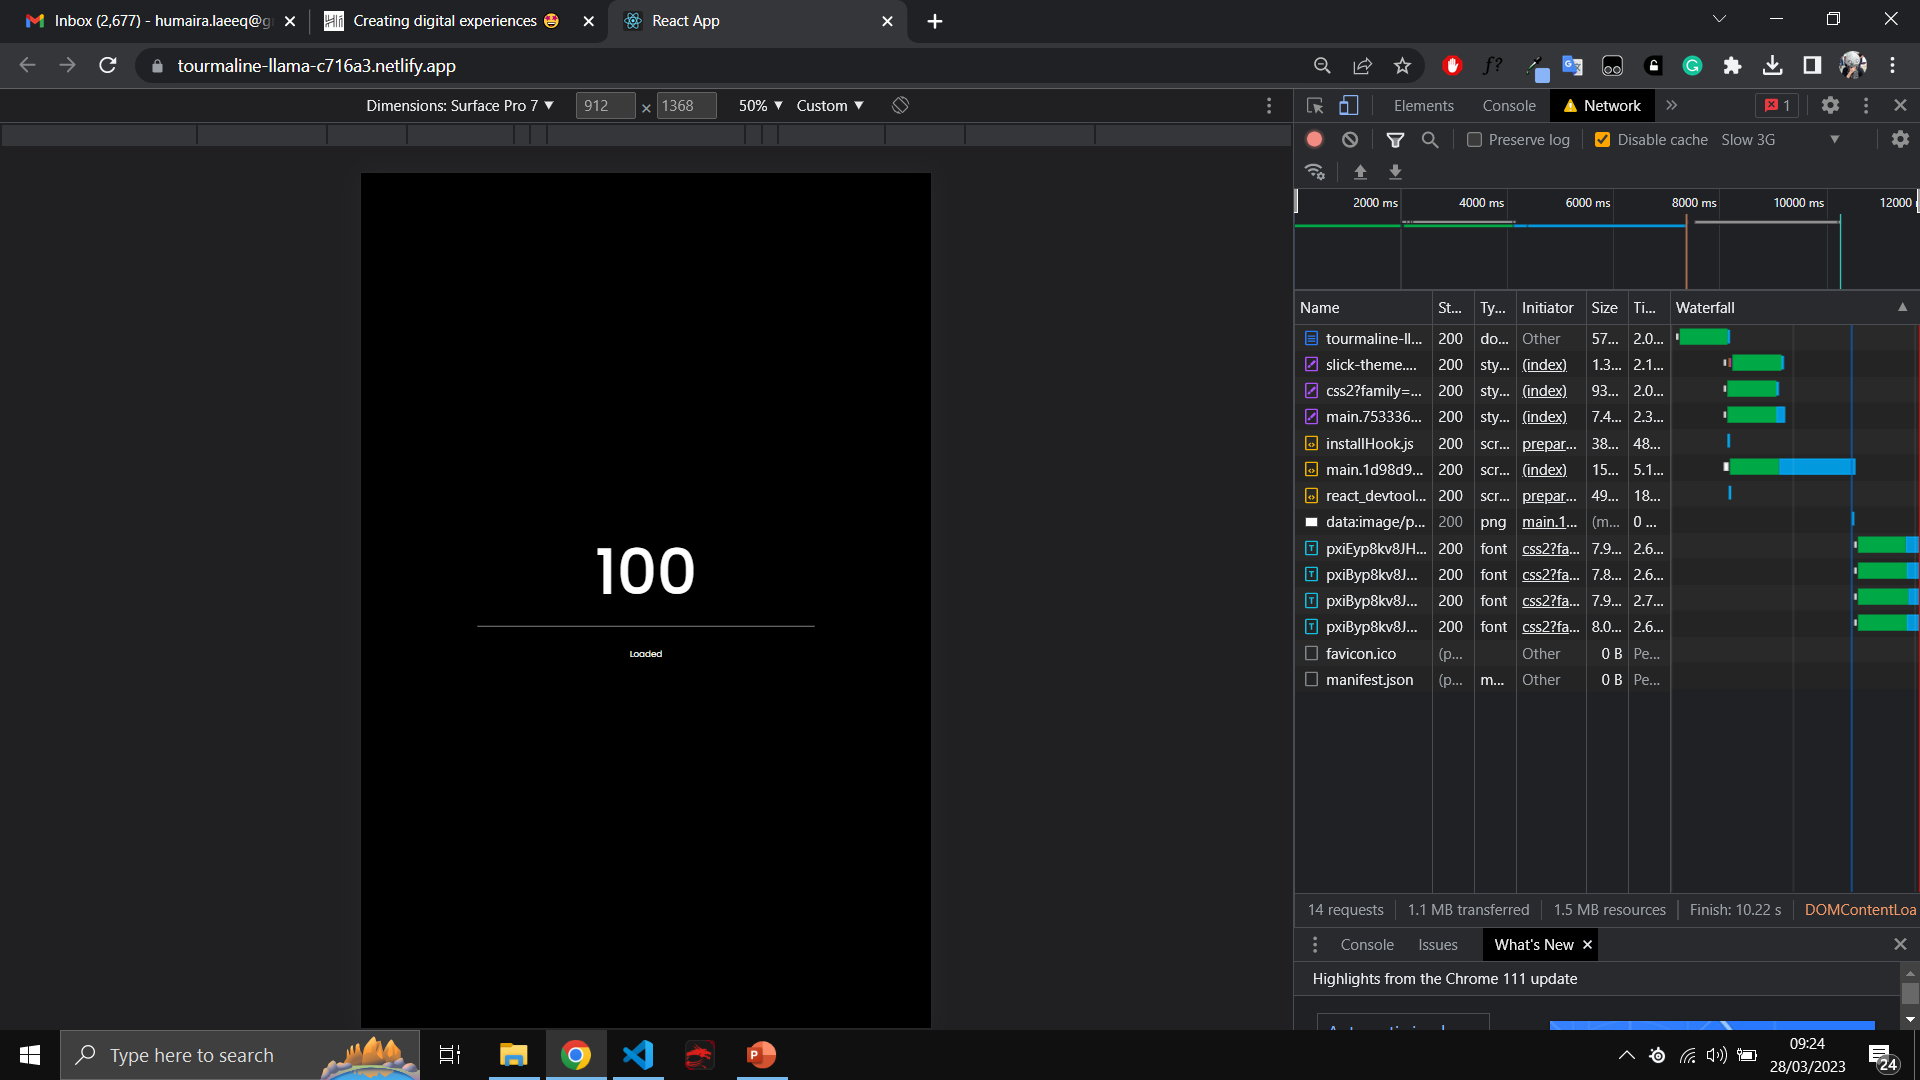 Inbox (2,677) - humaira.laeeq@g
Creating digital experiences 🤩
React App
tourmaline-llama-c716a3.netlify.app
Dimensions: Surface Pro 7 ▼ 912 × 1368 50% ▼ Custom ▼
Elements Console Network » 1
Preserve log Disable cache Slow 3G ▼
2000 ms 4000 ms 6000 ms 8000 ms 10000 ms 12000
Name St... Ty... Initiator Size Ti... Waterfall
tourmaline-ll... 200 do... Other 57... 2.0...
slick-theme.... 200 sty... (index) 1.3... 2.1...
css2?family=... 200 sty... (index) 93... 2.0...
main.753336... 200 sty... (index) 7.4... 2.3...
installHook.js 200 scr... prepar... 38... 48...
main.1d98d9... 200 scr... (index) 15... 5.1...
react_devtool... 200 scr... prepar... 49... 18...
data:image/p... 200 png main.1... (m... 0 ...
pxiEyp8kv8JH... 200 font css2?fa... 7.9... 2.6...
pxiByp8kv8J... 200 font css2?fa... 7.8... 2.6...
pxiByp8kv8J... 200 font css2?fa... 7.9... 2.7...
pxiByp8kv8J... 200 font css2?fa... 8.0... 2.6...
favicon.ico (p... Other 0 B Pe...
manifest.json (p... m... Other 0 B Pe...
100
Loaded
14 requests 1.1 MB transferred 1.5 MB resources Finish: 10.22 s DOMContentLoa
Console Issues What's New ×
Highlights from the Chrome 111 update
Type here to search
09:24
28/03/2023
24